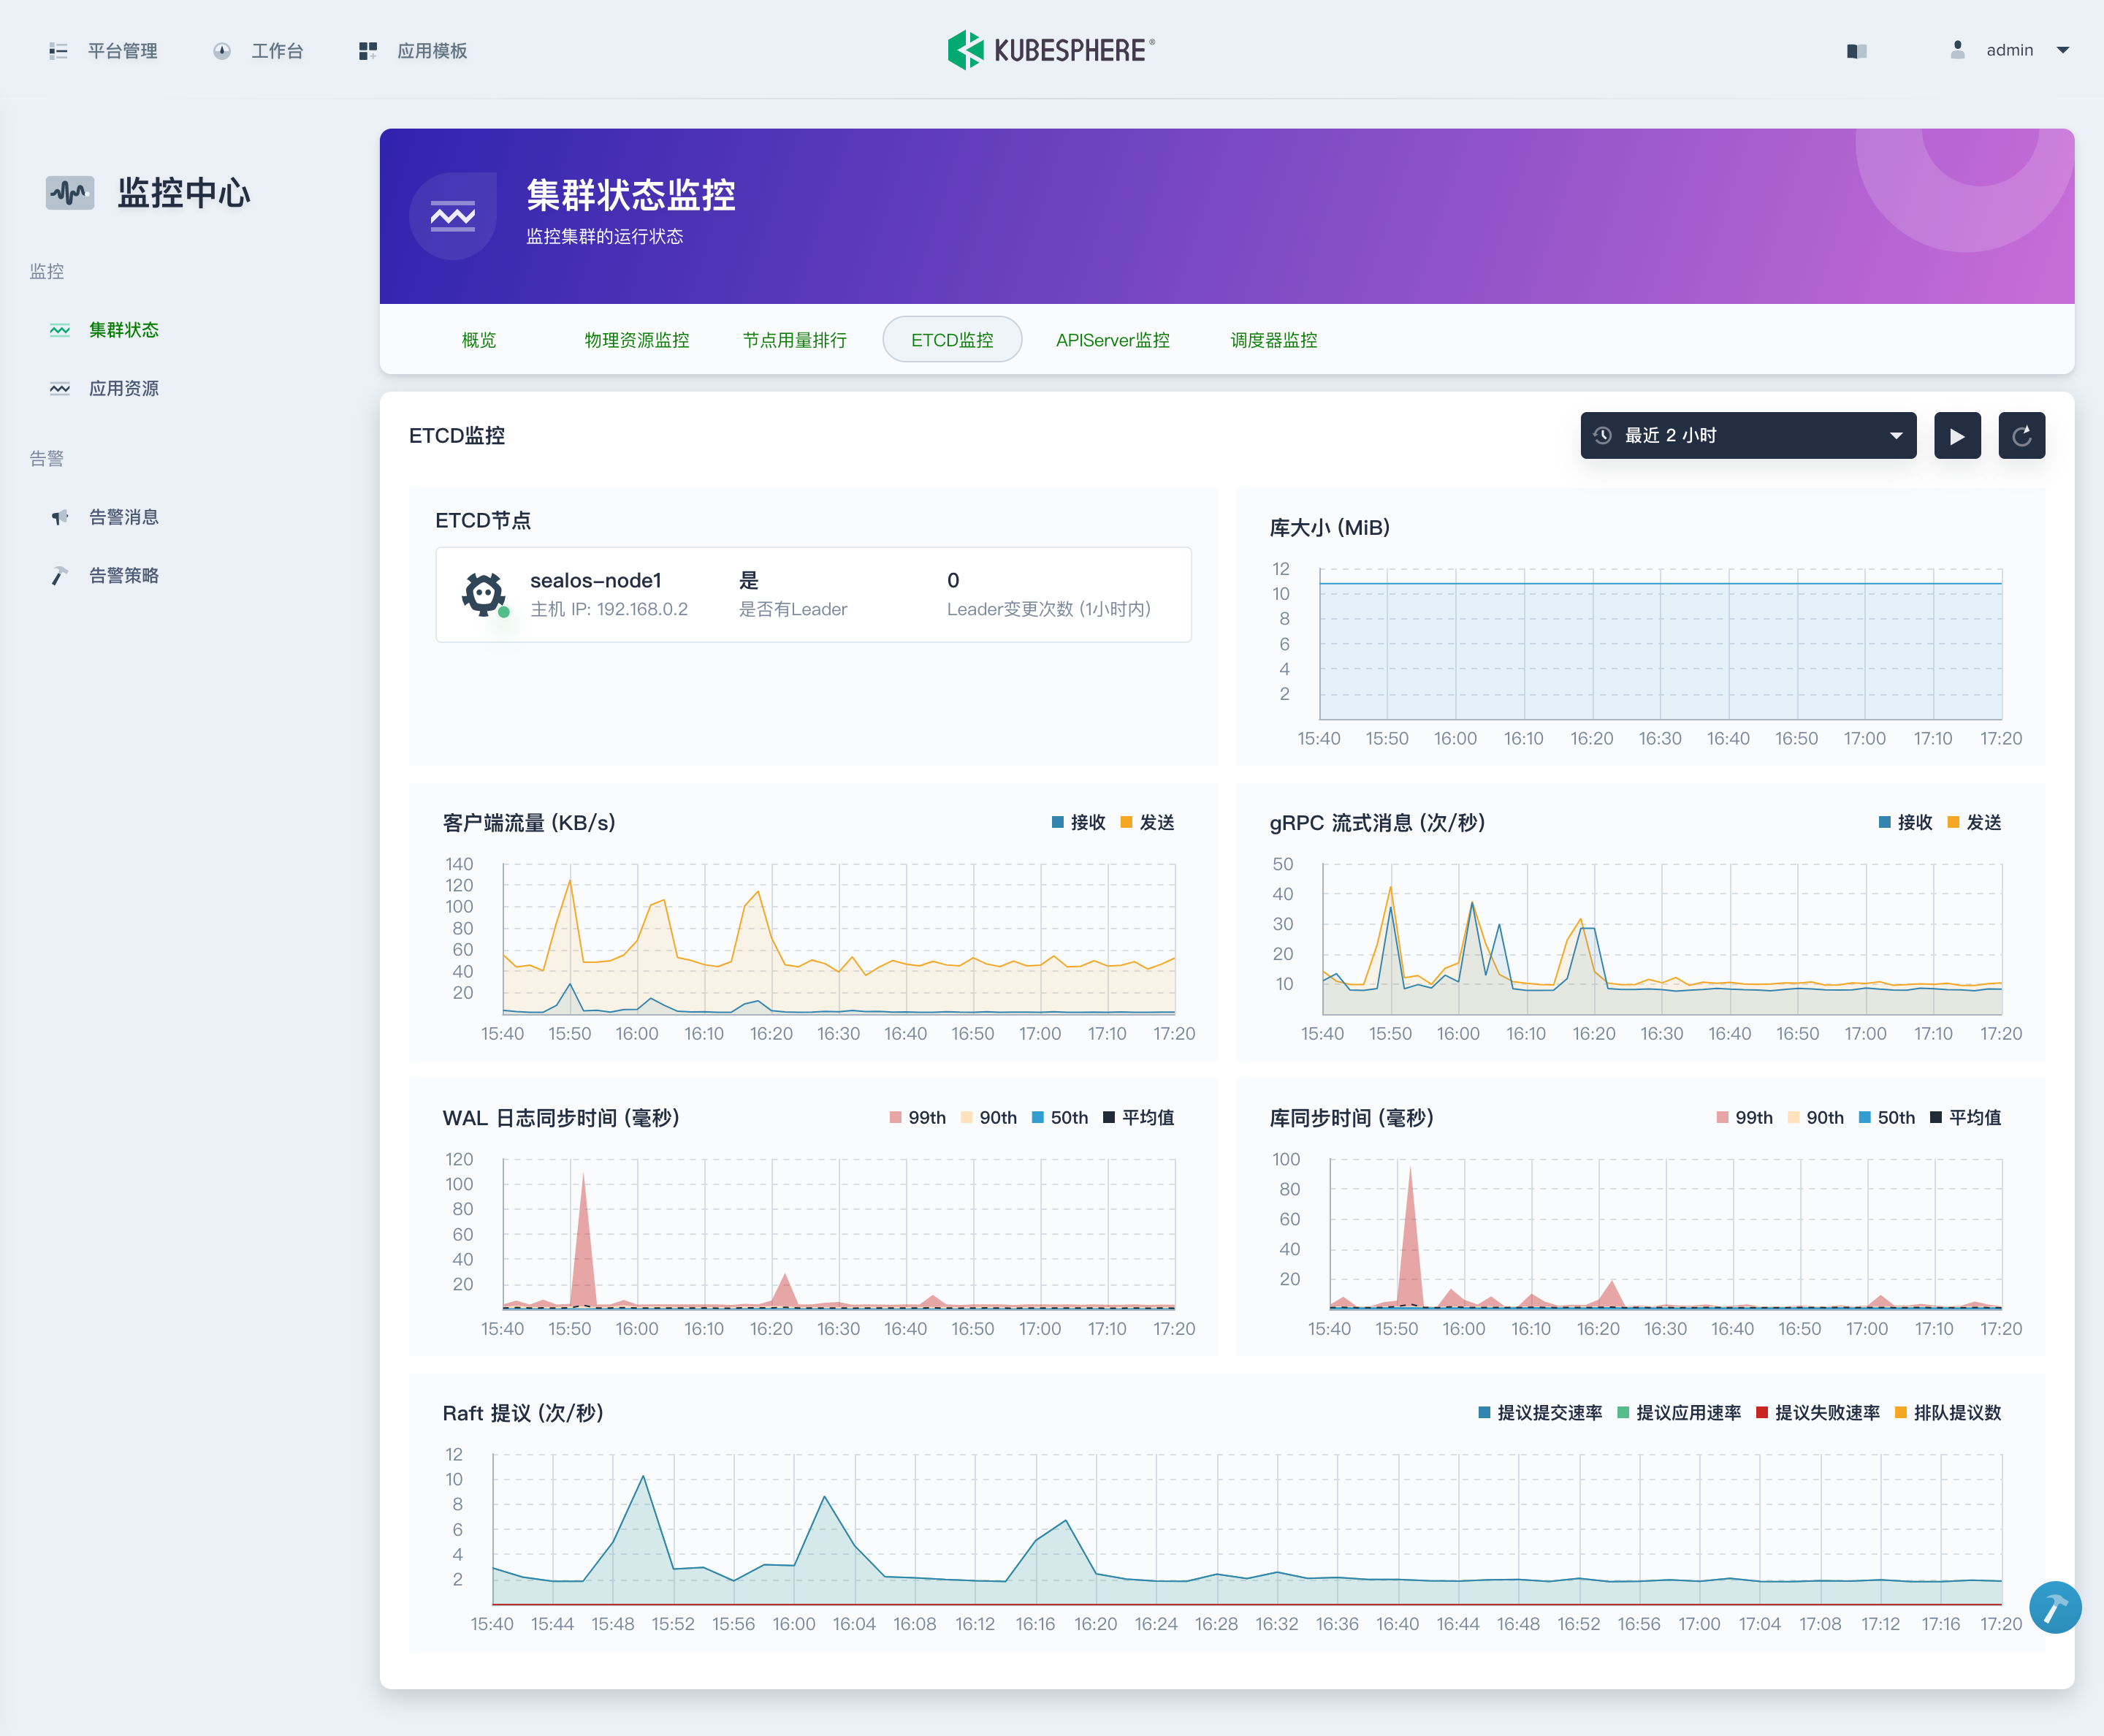 平台管理
工作台
应用模板
KUBESPHERE®
admin
监控中心
监控
集群状态
应用资源
告警
告警消息
告警策略
集群状态监控
监控集群的运行状态
概览 物理资源监控 节点用量排行 ETCD监控 APIServer监控 调度器监控
ETCD监控
最近 2 小时
ETCD节点
sealos-node1
主机 IP: 192.168.0.2
是
是否有Leader
0
Leader变更次数 (1小时内)
库大小 (MiB)
12
10
8
6
4
2
15:40 15:50 16:00 16:10 16:20 16:30 16:40 16:50 17:00 17:10 17:20
客户端流量 (KB/s)
接收 发送
140
120
100
80
60
40
20
15:40 15:50 16:00 16:10 16:20 16:30 16:40 16:50 17:00 17:10 17:20
gRPC 流式消息 (次/秒)
接收 发送
50
40
30
20
10
15:40 15:50 16:00 16:10 16:20 16:30 16:40 16:50 17:00 17:10 17:20
WAL 日志同步时间 (毫秒)
99th 90th 50th 平均值
120
100
80
60
40
20
15:40 15:50 16:00 16:10 16:20 16:30 16:40 16:50 17:00 17:10 17:20
库同步时间 (毫秒)
99th 90th 50th 平均值
100
80
60
40
20
15:40 15:50 16:00 16:10 16:20 16:30 16:40 16:50 17:00 17:10 17:20
Raft 提议 (次/秒)
提议提交速率 提议应用速率 提议失败速率 排队提议数
12
10
8
6
4
2
15:40 15:44 15:48 15:52 15:56 16:00 16:04 16:08 16:12 16:16 16:20 16:24 16:28 16:32 16:36 16:40 16:44 16:48 16:52 16:56 17:00 17:04 17:08 17:12 17:16 17:20